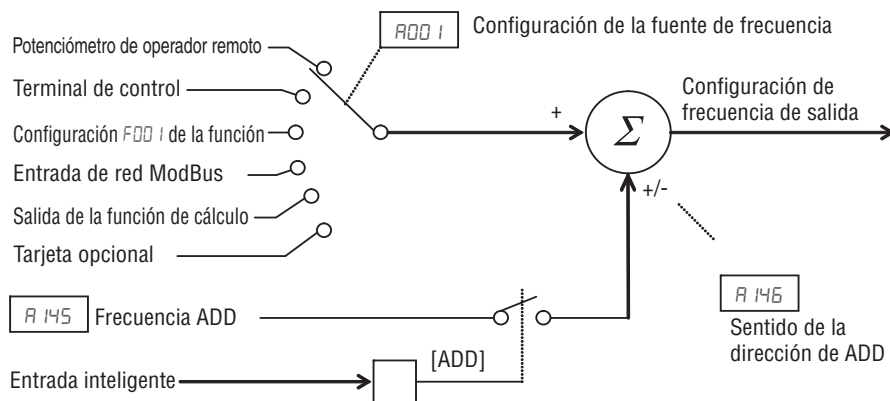 A001 Configuración de la fuente de frecuencia
Potenciómetro de operador remoto
Terminal de control
Configuración F001 de la función
Entrada de red ModBus
Salida de la función de cálculo
Tarjeta opcional
+
Σ
Configuración de
frecuencia de salida
+/-
A145 Frecuencia ADD
A146
Sentido de la
dirección de ADD
[ADD]
Entrada inteligente